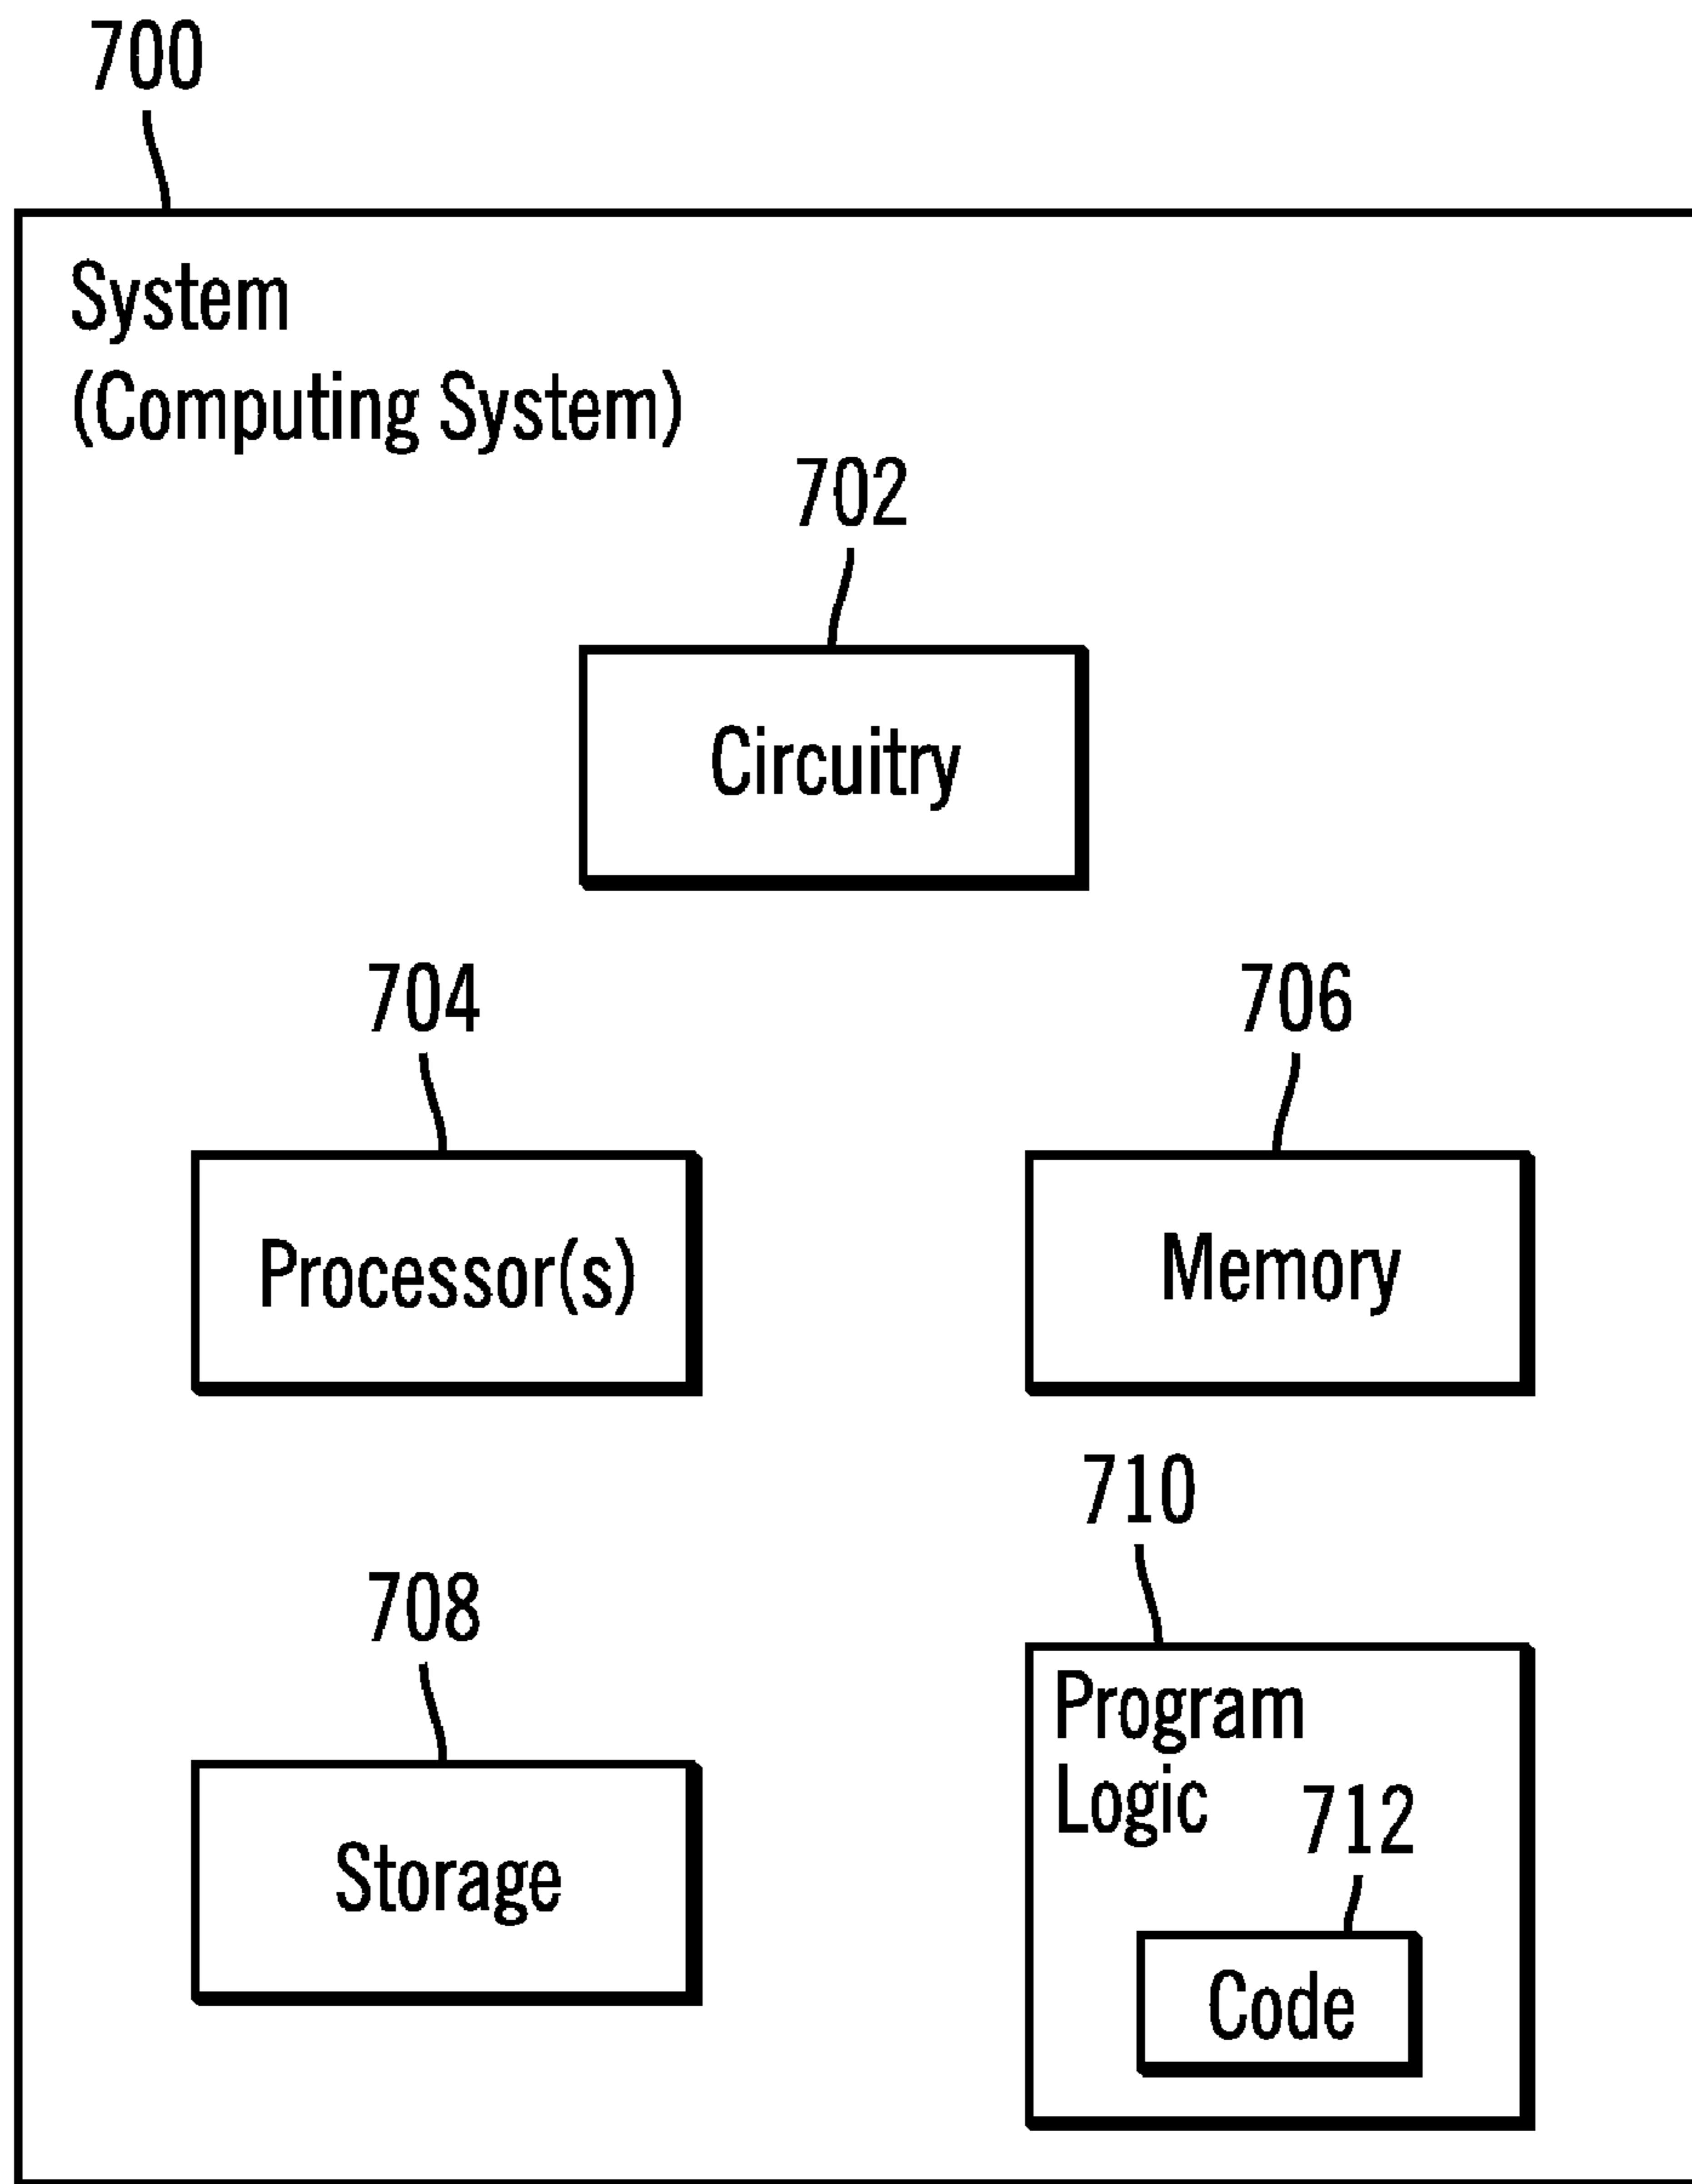 700
System
(Computing System)
702
Circuitry
704
706
Processor(s)
Memory
710
708
Program
Logic
712
Storage
Code